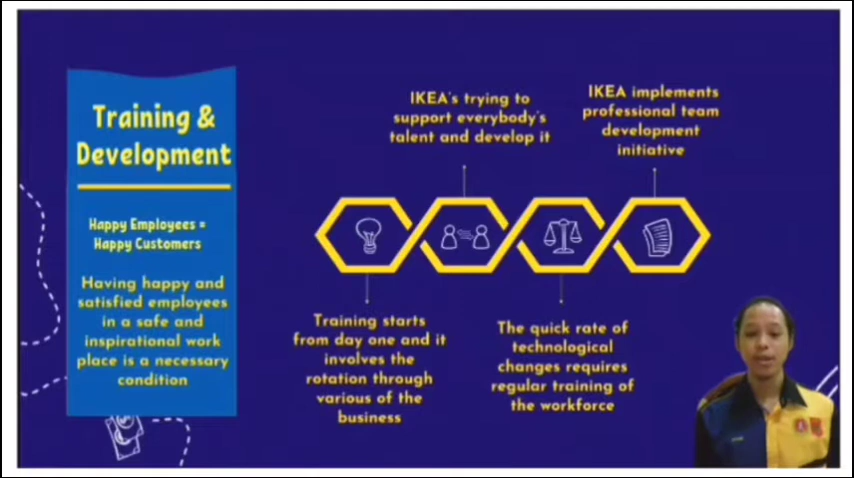 Training &
Development
Happy Employees =
Happy Customers
Having happy and
satisfied employees
in a safe and
inspirational work
place is a necessary
condition
IKEA's trying to
support everybody's
talent and develop it
IKEA implements
professional team
development
initiative
Training starts
from day one and it
involves the
rotation through
various of the
business
The quick rate of
technological
changes requires
regular training of
the workforce